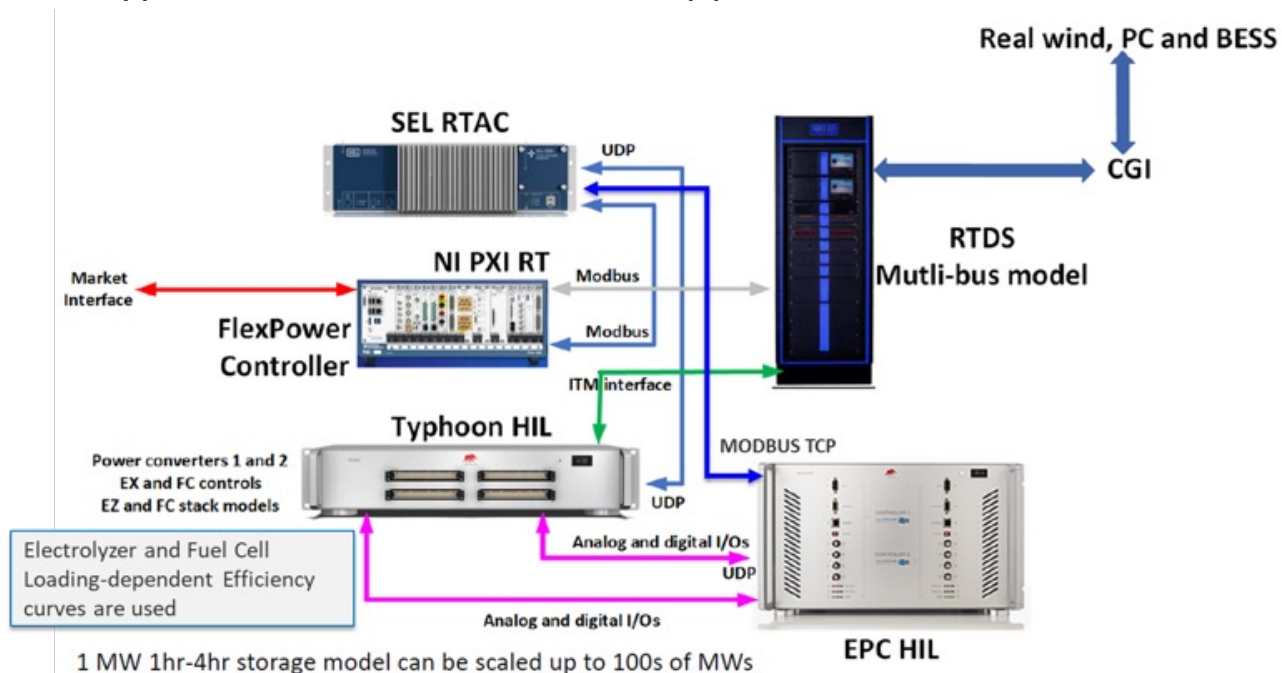 Real wind, PC and BESS
SEL RTAC
UDP
CGI
RTDS
Mutli-bus model
NI PXI RT
Modbus
Market
Interface
FlexPower
Controller
Modbus
ITM interface
Typhoon HIL
MODBUS TCP
Power converters 1 and 2
EX and FC controls
EZ and FC stack models
UDP
Electrolyzer and Fuel Cell
Loading-dependent Efficiency
curves are used
Analog and digital I/Os
UDP
Analog and digital I/Os
EPC HIL
1 MW 1hr-4hr storage model can be scaled up to 100s of MWs